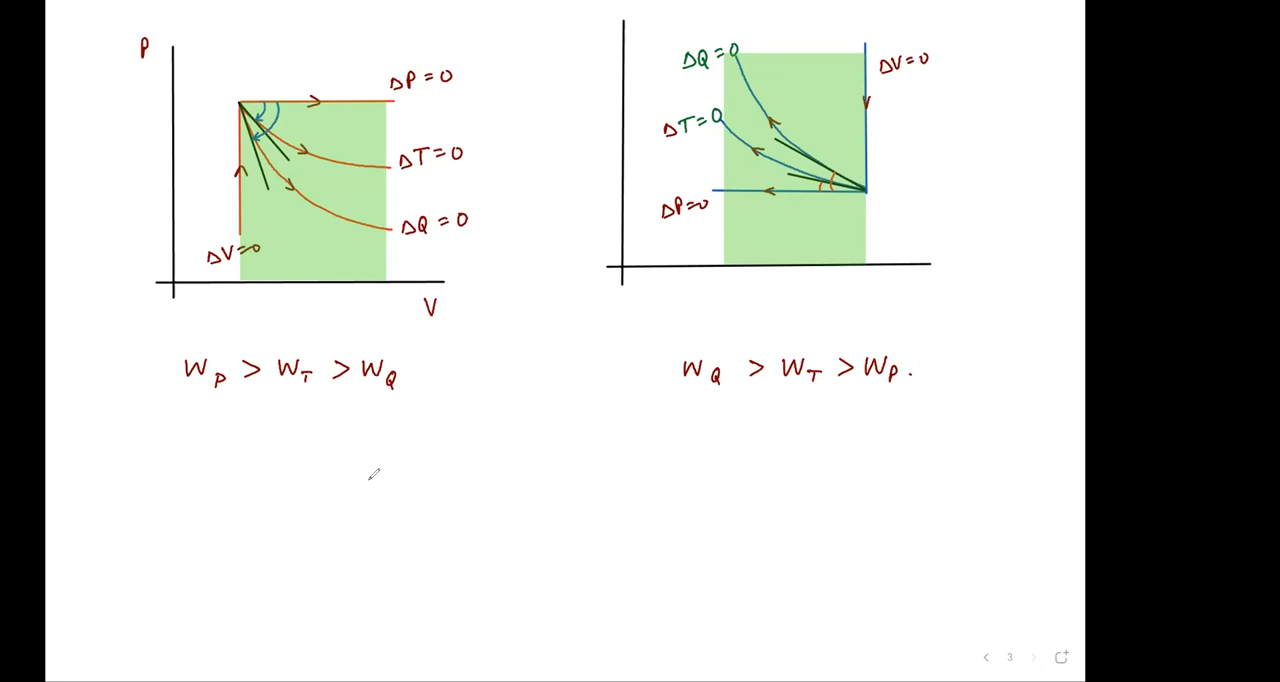 P
ΔP = 0
ΔT = 0
ΔQ = 0
ΔV=0
V
W_P > W_T > W_Q
ΔQ = 0
ΔV=0
ΔT=0
ΔP=0
W_Q > W_T > W_P.
3